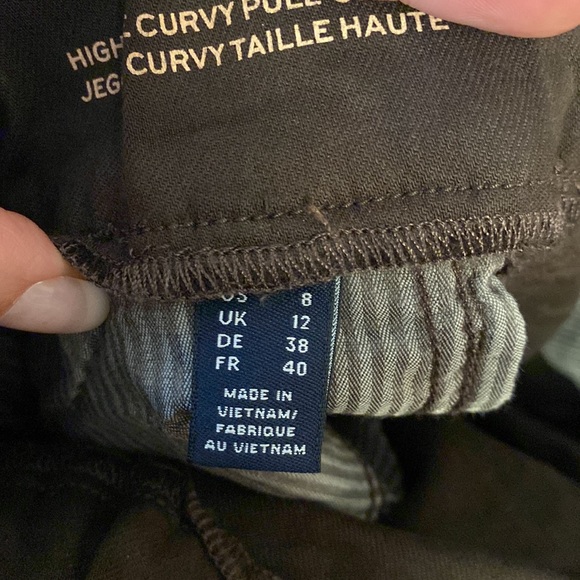 CURVY PULL
HIGH CURVY TAILLE HAUTE
JEG
US 8
UK 12
DE 38
FR 40
MADE IN
VIETNAM/
FABRIQUE
AU VIETNAM